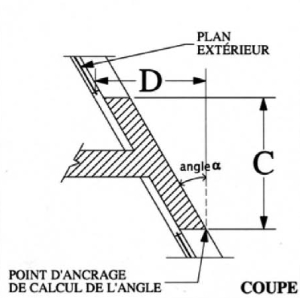 PLAN
EXTÉRIEUR
D
angle α
C
POINT D'ANCRAGE
DE CALCUL DE L'ANGLE
COUPE